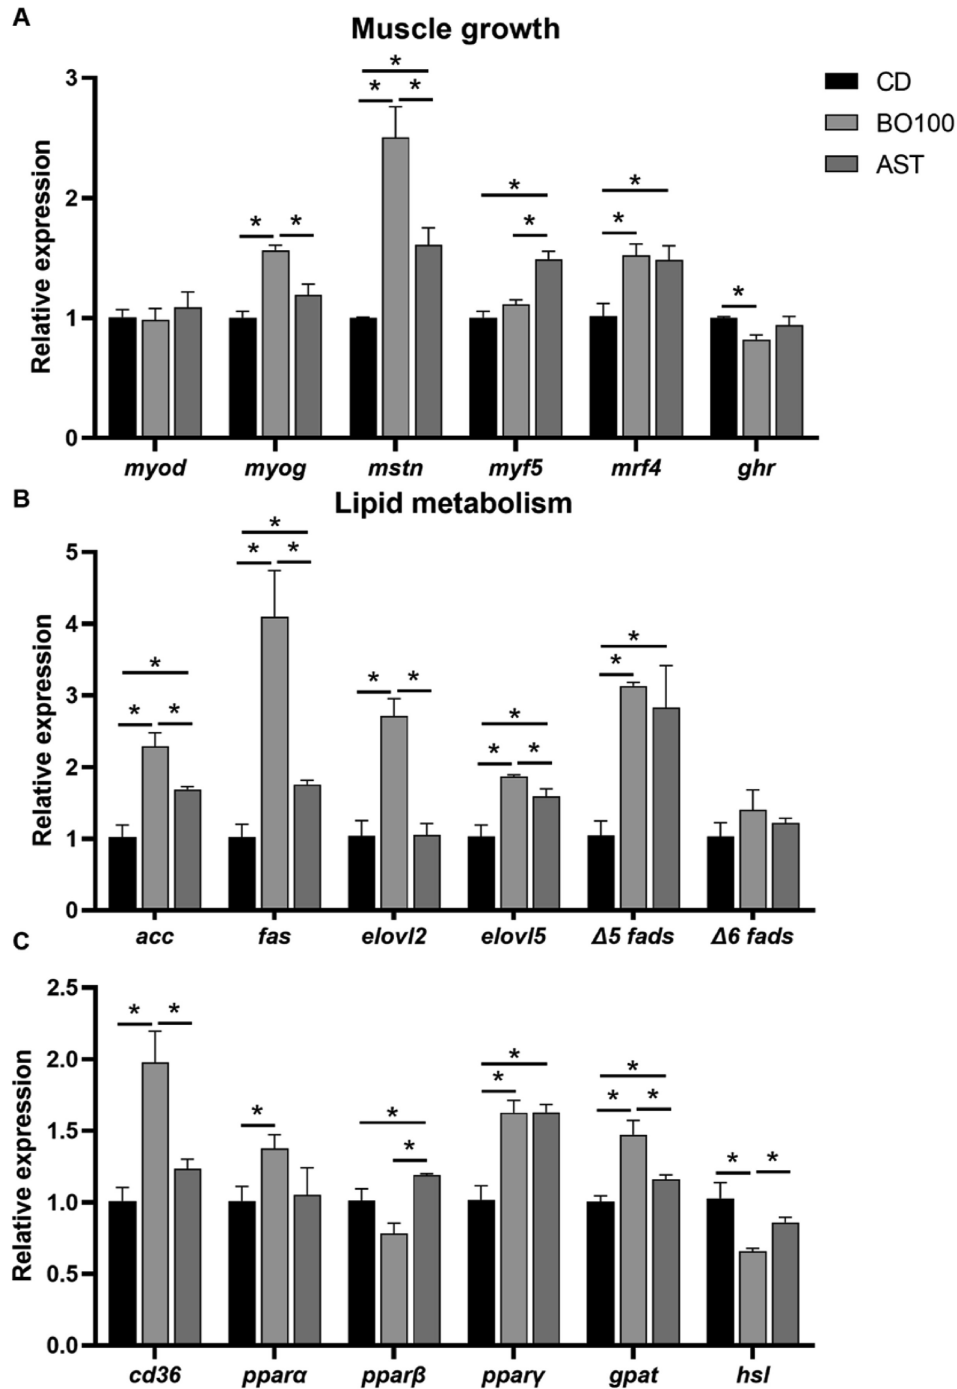 A
Muscle growth
CD
BO100
AST
Relative expression
3
2
1
0
* * * * * * * * * *
myod myog mstn myf5 mrf4 ghr
B
Lipid metabolism
Relative expression
5
4
3
2
1
0
* * * * * * * * * * * * *
acc fas elovl2 elovl5 Δ5 fads Δ6 fads
C
Relative expression
2.5
2.0
1.5
1.0
0.5
0.0
* * * * * * * * * * * *
cd36 pparα pparβ pparγ gpat hsl